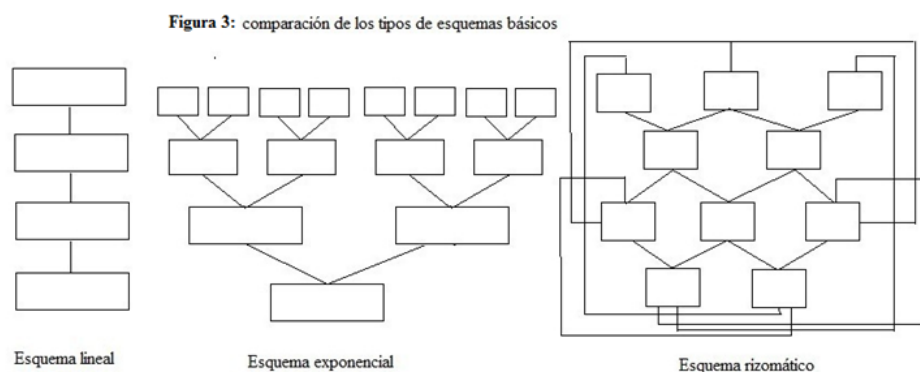 Figura 3: comparación de los tipos de esquemas básicos
Esquema lineal
Esquema exponencial
Esquema rizomático